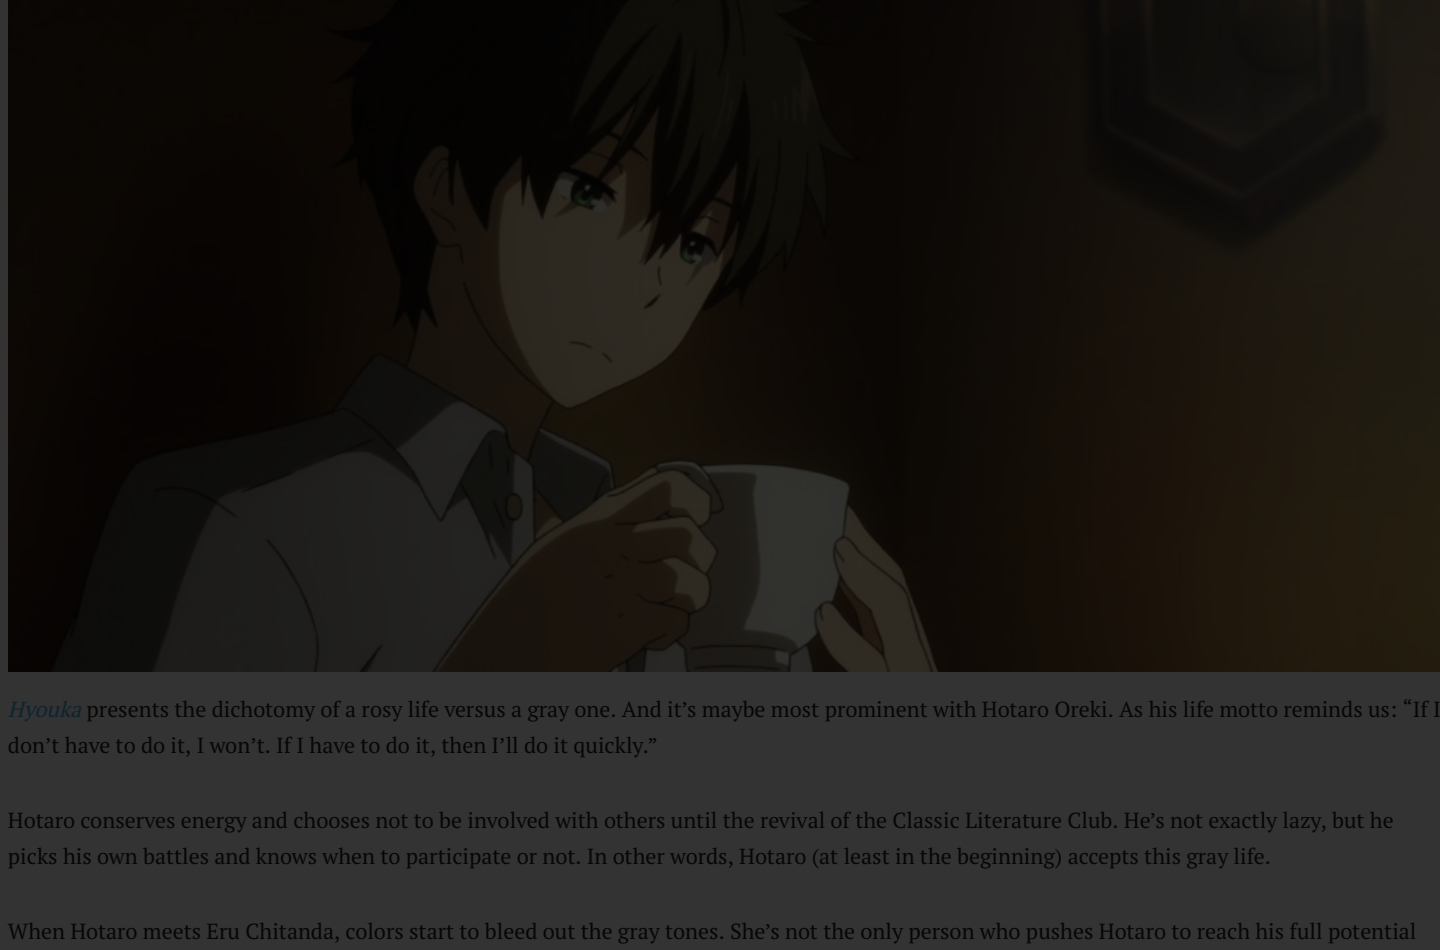 Hyouka presents the dichotomy of a rosy life versus a gray one. And it’s maybe most prominent with Hotaro Oreki. As his life motto reminds us: “If I
don’t have to do it, I won’t. If I have to do it, then I’ll do it quickly.”
Hotaro conserves energy and chooses not to be involved with others until the revival of the Classic Literature Club. He’s not exactly lazy, but he
picks his own battles and knows when to participate or not. In other words, Hotaro (at least in the beginning) accepts this gray life.
When Hotaro meets Eru Chitanda, colors start to bleed out the gray tones. She’s not the only person who pushes Hotaro to reach his full potential